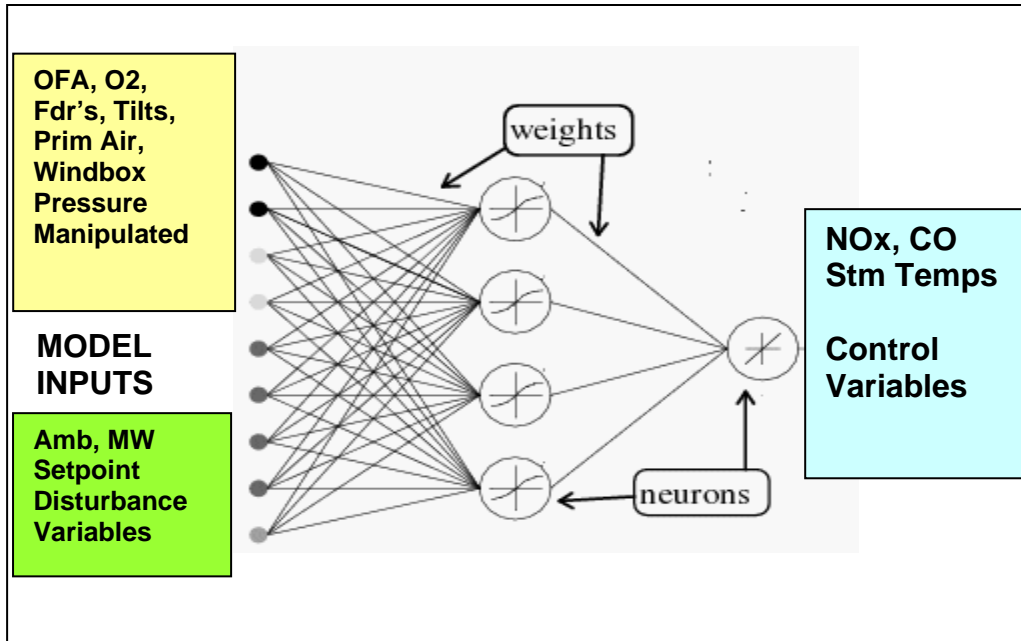 OFA, O2,
Fdr's, Tilts,
Prim Air,
Windbox
Pressure
Manipulated
MODEL
INPUTS
Amb, MW
Setpoint
Disturbance
Variables
weights
neurons
NOx, CO
Stm Temps
Control
Variables